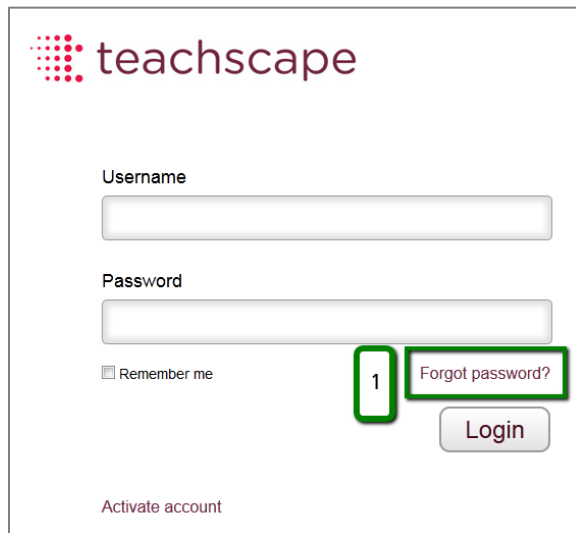 teachscape
Username
Password
Remember me
1
Forgot password?
Login
Activate account